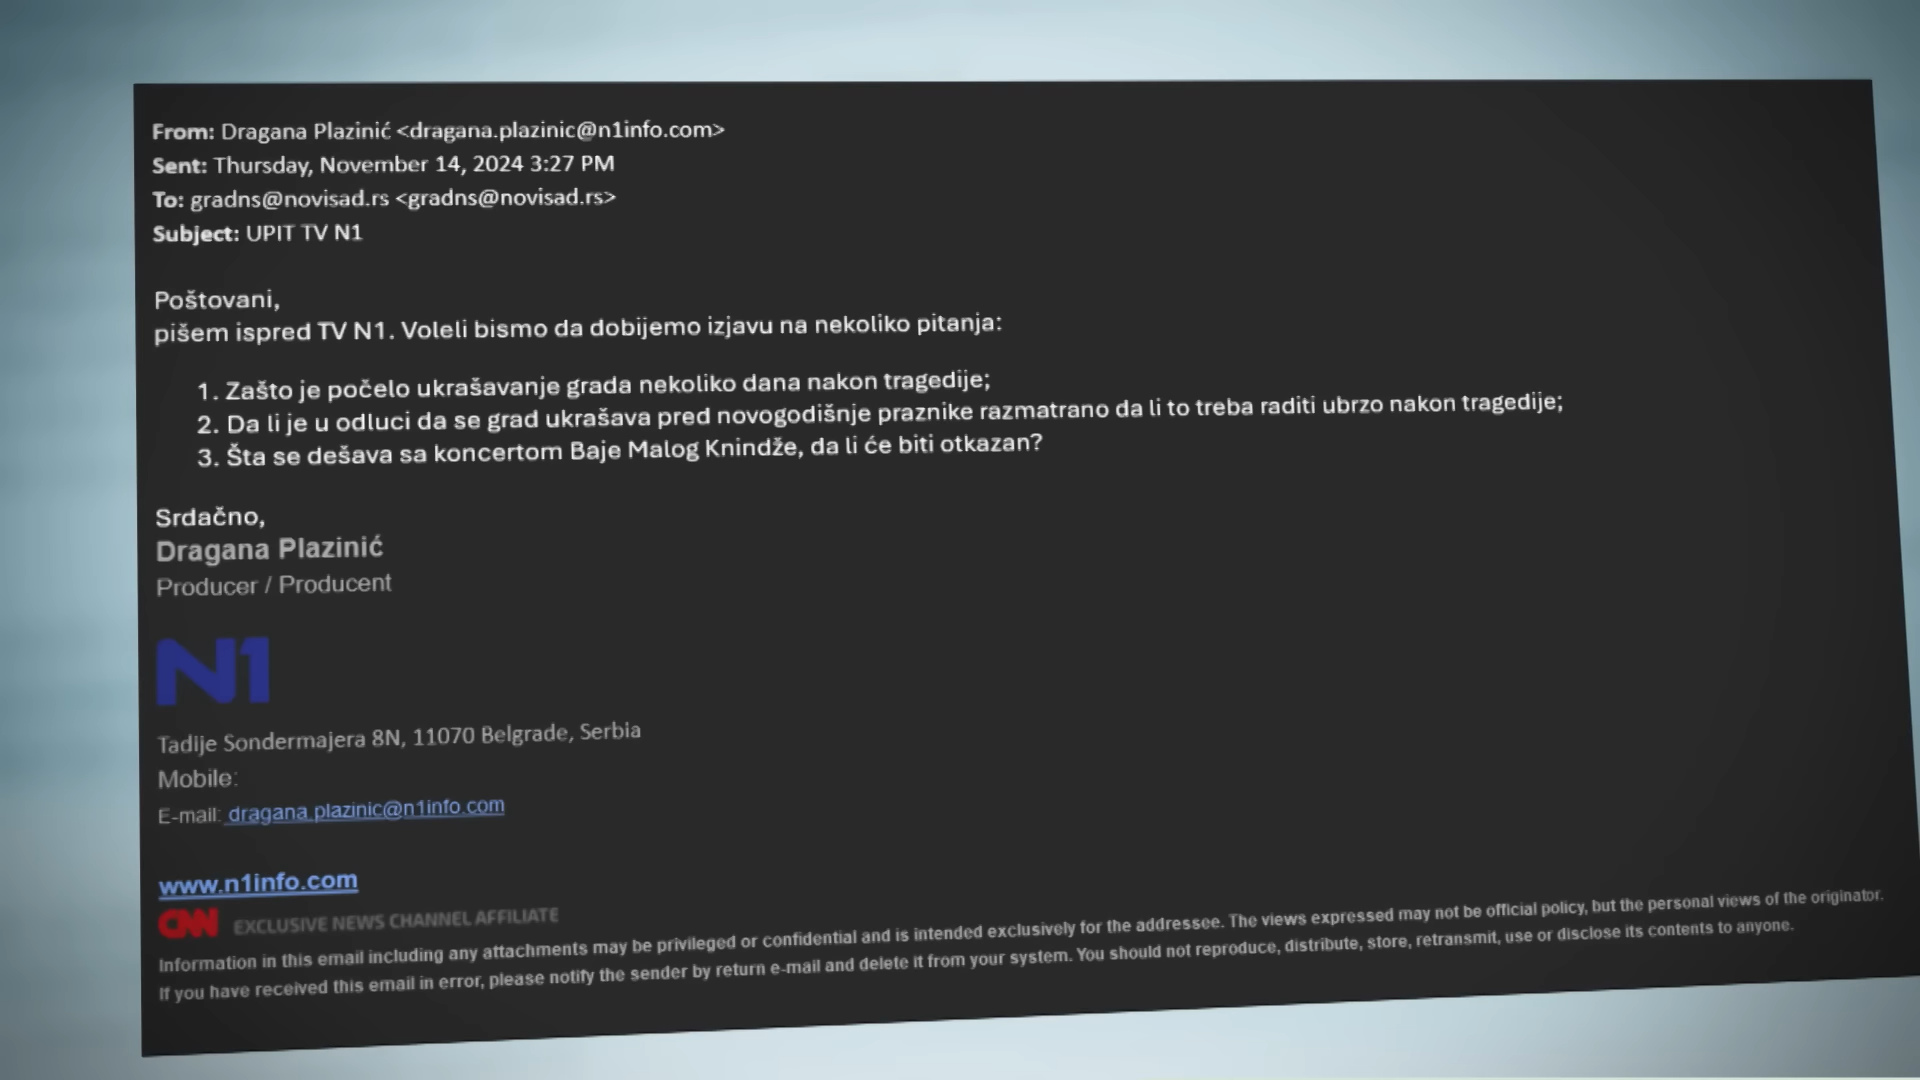 From: Dragana Plazinić <dragana.plazinic@n1info.com>
Sent: Thursday, November 14, 2024 3:27 PM
To: gradns@novisad.rs <gradns@novisad.rs>
Subject: UPIT TV N1
Poštovani,
pišem ispred TV N1. Voleli bismo da dobijemo izjavu na nekoliko pitanja:
1. Zašto je počelo ukrašavanje grada nekoliko dana nakon tragedije;
2. Da li je u odluci da se grad ukrašava pred novogodišnje praznike razmatrano da li to treba raditi ubrzo nakon tragedije;
3. Šta se dešava sa koncertom Baje Malog Knindže, da li će biti otkazan?
Srdačno,
Dragana Plazinić
Producer / Producent
N1
Tadije Sondermajera 8N, 11070 Belgrade, Serbia
Mobile:
E-mail: dragana.plazinic@n1info.com
www.n1info.com
CNN EXCLUSIVE NEWS CHANNEL AFFILIATE
Information in this email including any attachments may be privileged or confidential and is intended exclusively for the addressee. The views expressed may not be official policy, but the personal views of the originator.
If you have received this email in error, please notify the sender by return e-mail and delete it from your system. You should not reproduce, distribute, store, retransmit, use or disclose its contents to anyone.